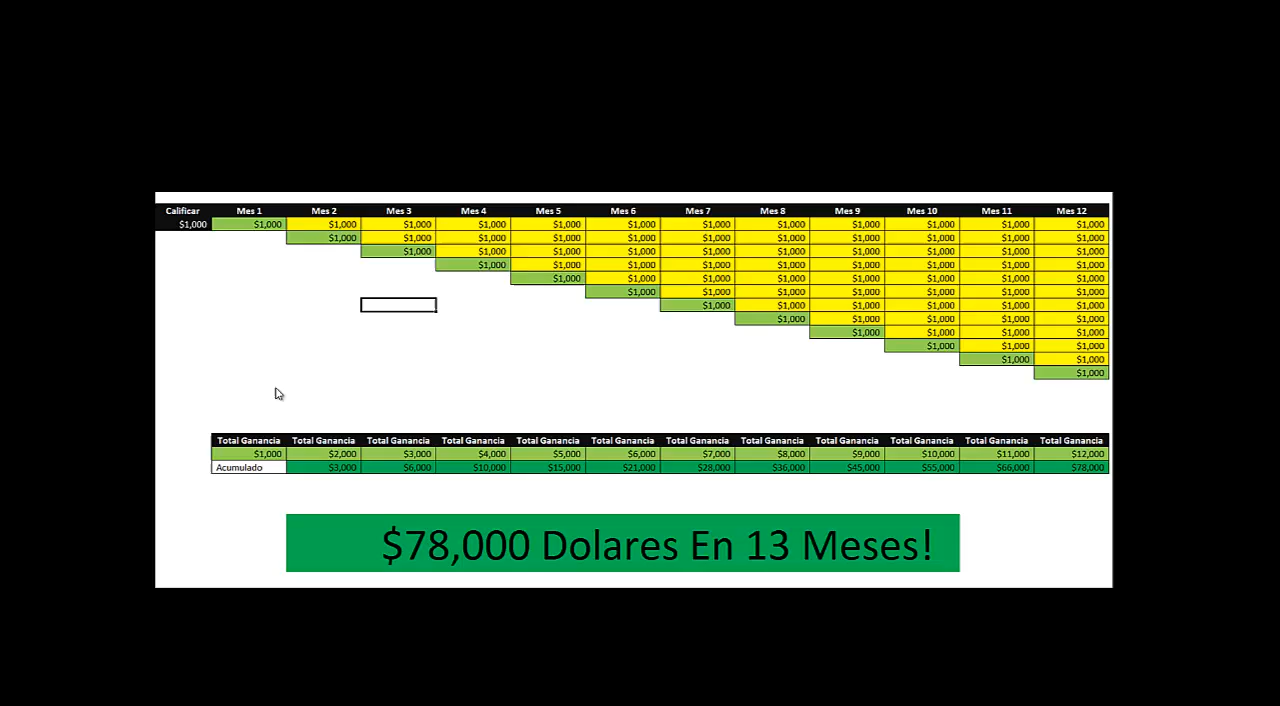 Calificar Mes 1 Mes 2 Mes 3 Mes 4 Mes 5 Mes 6 Mes 7 Mes 8 Mes 9 Mes 10 Mes 11 Mes 12
$1,000 $1,000 $1,000 $1,000 $1,000 $1,000 $1,000 $1,000 $1,000 $1,000 $1,000 $1,000 $1,000
$1,000 $1,000 $1,000 $1,000 $1,000 $1,000 $1,000 $1,000 $1,000 $1,000 $1,000
$1,000 $1,000 $1,000 $1,000 $1,000 $1,000 $1,000 $1,000 $1,000 $1,000
$1,000 $1,000 $1,000 $1,000 $1,000 $1,000 $1,000 $1,000 $1,000
$1,000 $1,000 $1,000 $1,000 $1,000 $1,000 $1,000 $1,000
$1,000 $1,000 $1,000 $1,000 $1,000 $1,000 $1,000
$1,000 $1,000 $1,000 $1,000 $1,000 $1,000
$1,000 $1,000 $1,000 $1,000 $1,000
$1,000 $1,000 $1,000 $1,000
$1,000 $1,000 $1,000
$1,000 $1,000
$1,000
Total Ganancia Total Ganancia Total Ganancia Total Ganancia Total Ganancia Total Ganancia Total Ganancia Total Ganancia Total Ganancia Total Ganancia Total Ganancia Total Ganancia
$1,000 $2,000 $3,000 $4,000 $5,000 $6,000 $7,000 $8,000 $9,000 $10,000 $11,000 $12,000
Acumulado $3,000 $6,000 $10,000 $15,000 $21,000 $28,000 $36,000 $45,000 $55,000 $66,000 $78,000
$78,000 Dolares En 13 Meses!